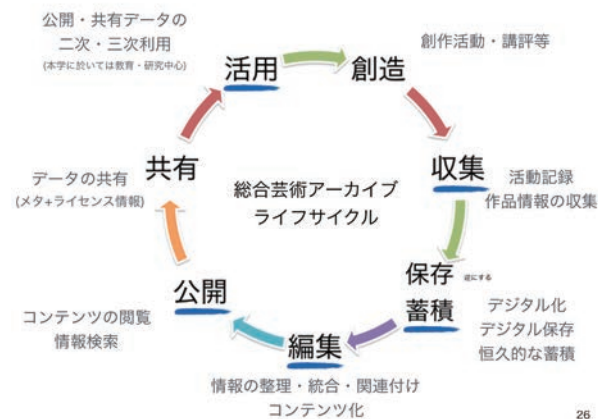 公開・共有データの
二次・三次利用
(本学に於いては教育・研究中心)
活用
創造
創作活動・講評等
収集
活動記録
作品情報の収集
保存
逆にする
蓄積
デジタル化
デジタル保存
恒久的な蓄積
編集
情報の整理・統合・関連付け
コンテンツ化
公開
コンテンツの閲覧
情報検索
共有
データの共有
(メタ+ライセンス情報)
総合芸術アーカイブ
ライフサイクル
26